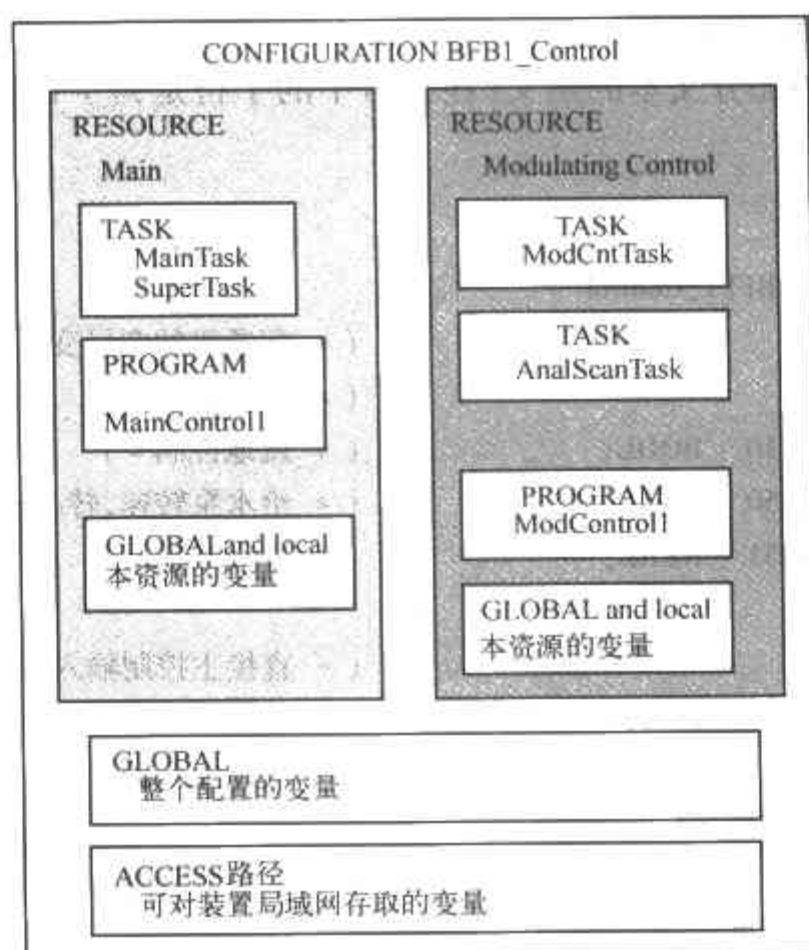 CONFIGURATION BFB1_Control
RESOURCE
Main
TASK
MainTask
SuperTask
PROGRAM
MainControl1
GLOBALand local
本资源的变量
RESOURCE
Modulating Control
TASK
ModCntTask
TASK
AnalScanTask
PROGRAM
ModControl1
GLOBAL and local
本资源的变量
GLOBAL
整个配置的变量
ACCESS路径
可对装置局域网存取的变量